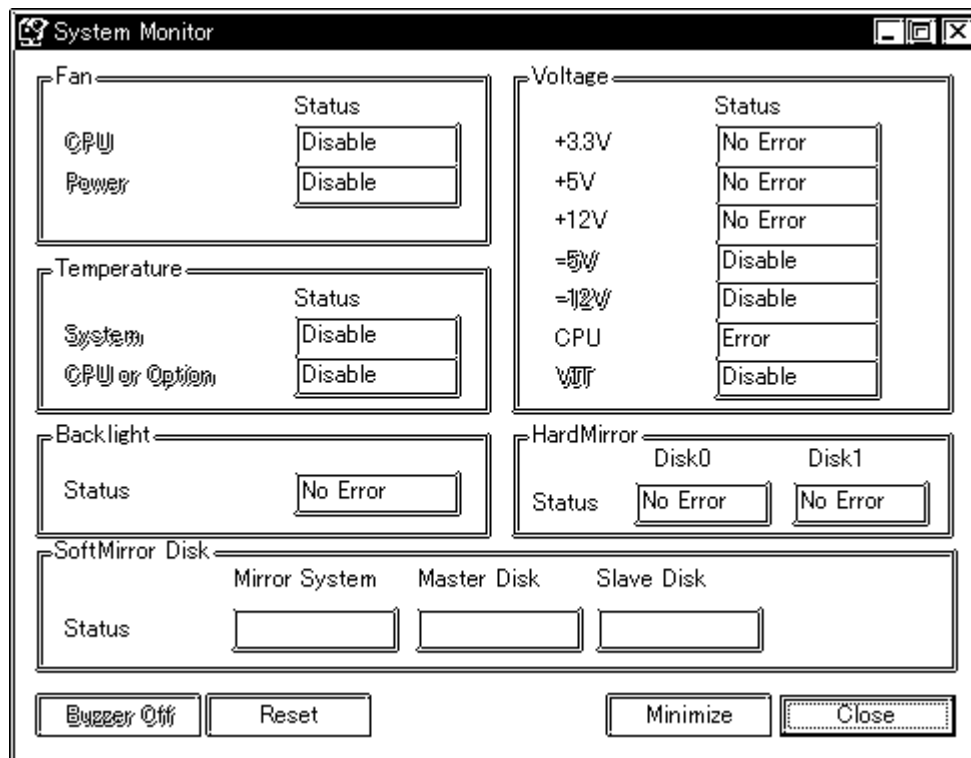 System Monitor
Fan
Status
CPU Disable
Power Disable
Temperature
Status
System Disable
CPU or Option Disable
Voltage
Status
+3.3V No Error
+5V No Error
+12V No Error
-5V Disable
-12V Disable
CPU Error
VTT Disable
Backlight
Status No Error
HardMirror
Disk0 Disk1
Status No Error No Error
SoftMirror Disk
Mirror System Master Disk Slave Disk
Status
Buzzer Off Reset Minimize Close